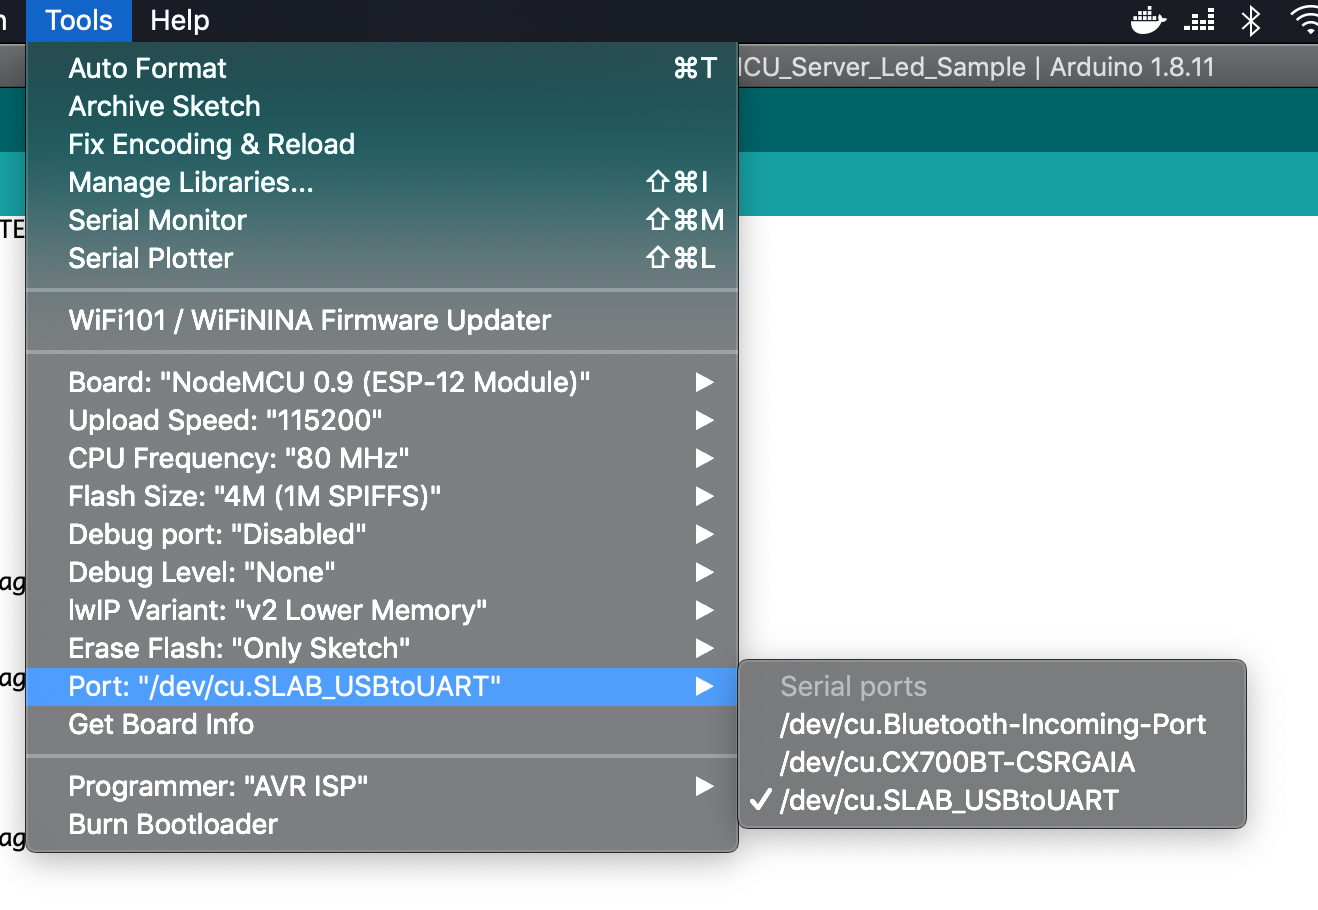 Tools Help
ICU_Server_Led_Sample | Arduino 1.8.11
Auto Format ⌘T
Archive Sketch
Fix Encoding & Reload
Manage Libraries... ⇧⌘I
Serial Monitor ⇧⌘M
Serial Plotter ⇧⌘L
WiFi101 / WiFiNINA Firmware Updater
Board: "NodeMCU 0.9 (ESP-12 Module)"
Upload Speed: "115200"
CPU Frequency: "80 MHz"
Flash Size: "4M (1M SPIFFS)"
Debug port: "Disabled"
Debug Level: "None"
lwIP Variant: "v2 Lower Memory"
Erase Flash: "Only Sketch"
Port: "/dev/cu.SLAB_USBtoUART"
Get Board Info
Programmer: "AVR ISP"
Burn Bootloader
Serial ports
/dev/cu.Bluetooth-Incoming-Port
/dev/cu.CX700BT-CSRGAIA
/dev/cu.SLAB_USBtoUART
TE
ag
ag
ag